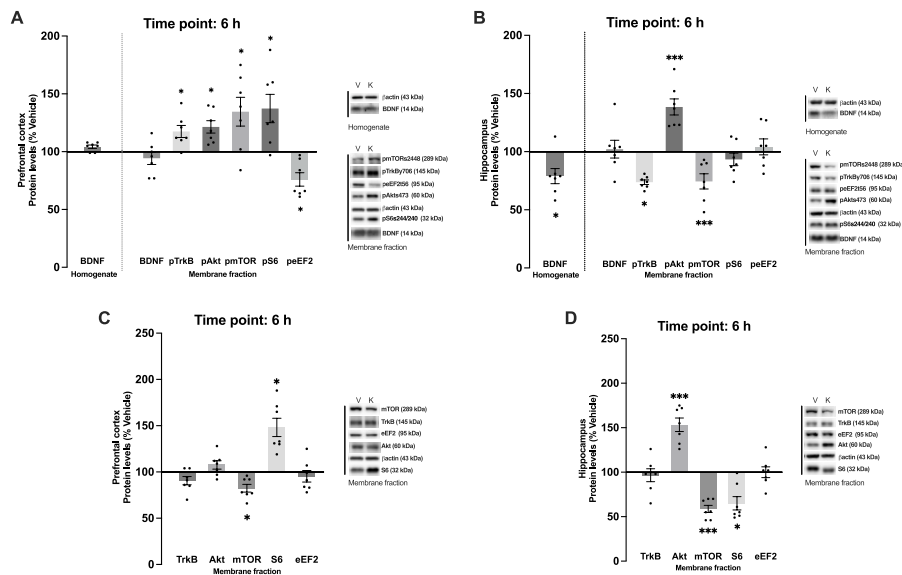 A
Time point: 6 h
Prefrontal cortex
Protein levels (% Vehicle)
200
150
100
50
0
*
*
*
*
*
*
BDNF
Homogenate
BDNF pTrkB pAkt pmTOR pS6 peEF2
Membrane fraction
V K
βactin (43 kDa)
BDNF (14 kDa)
Homogenate
V K
pmTORs2448 (289 kDa)
pTrkBy706 (145 kDa)
peEF2t56 (95 kDa)
pAkts473 (60 kDa)
βactin (43 kDa)
pS6s244/240 (32 kDa)
BDNF (14 kDa)
Membrane fraction
B
Time point: 6 h
Hippocampus
Protein levels (% Vehicle)
200
150
100
50
0
*
*
***
***
BDNF
Homogenate
BDNF pTrkB pAkt pmTOR pS6 peEF2
Membrane fraction
V K
βactin (43 kDa)
BDNF (14 kDa)
Homogenate
V K
pmTORs2448 (289 kDa)
pTrkBy706 (145 kDa)
peEF2t56 (95 kDa)
pAkts473 (60 kDa)
βactin (43 kDa)
pS6s244/240 (32 kDa)
BDNF (14 kDa)
Membrane fraction
C
Time point: 6 h
Prefrontal cortex
Protein levels (% Vehicle)
250
200
150
100
50
0
*
*
TrkB Akt mTOR S6 eEF2
Membrane fraction
V K
mTOR (289 kDa)
TrkB (145 kDa)
eEF2 (95 kDa)
Akt (60 kDa)
βactin (43 kDa)
S6 (32 kDa)
Membrane fraction
D
Time point: 6 h
Hippocampus
Protein levels (% Vehicle)
250
200
150
100
50
0
***
***
*
TrkB Akt mTOR S6 eEF2
Membrane fraction
V K
mTOR (289 kDa)
TrkB (145 kDa)
eEF2 (95 kDa)
Akt (60 kDa)
βactin (43 kDa)
S6 (32 kDa)
Membrane fraction